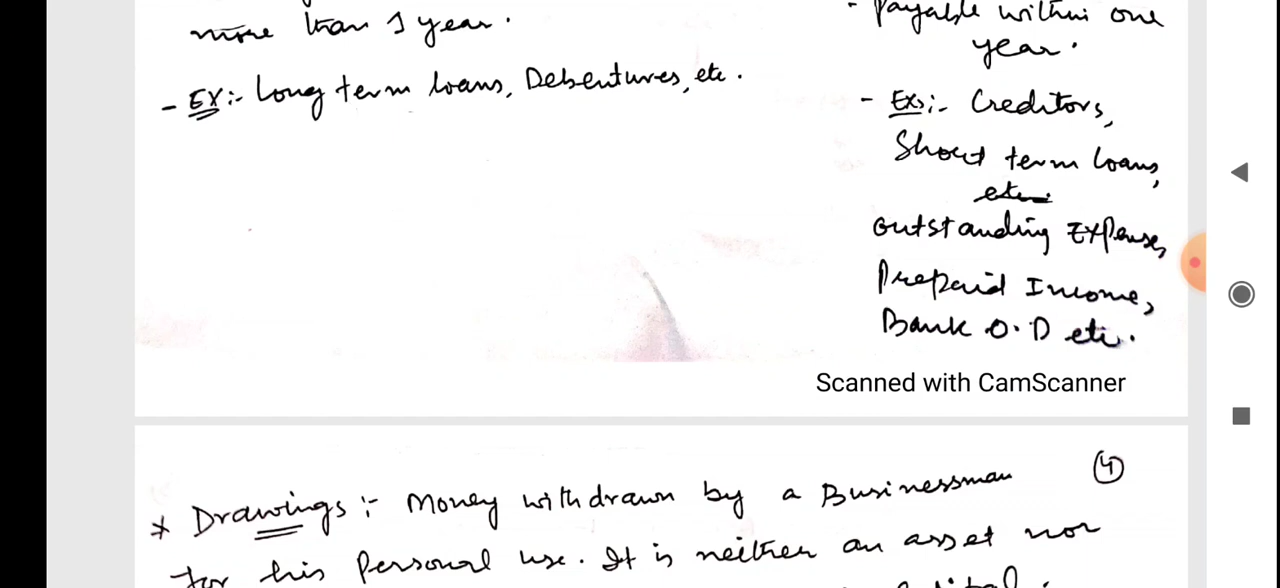 more than 1 year.
- Ex:- Long term loans, Debentures, etc.
- Payable within one
year.
- Exs:- Creditors,
Short term loans,
etc.
Outstanding Expenses,
Prepaid Income,
Bank O.D etc.
Scanned with CamScanner
4
* Drawings :- Money withdrawn by a Businessman
for his Personal use. It is neither an asset nor